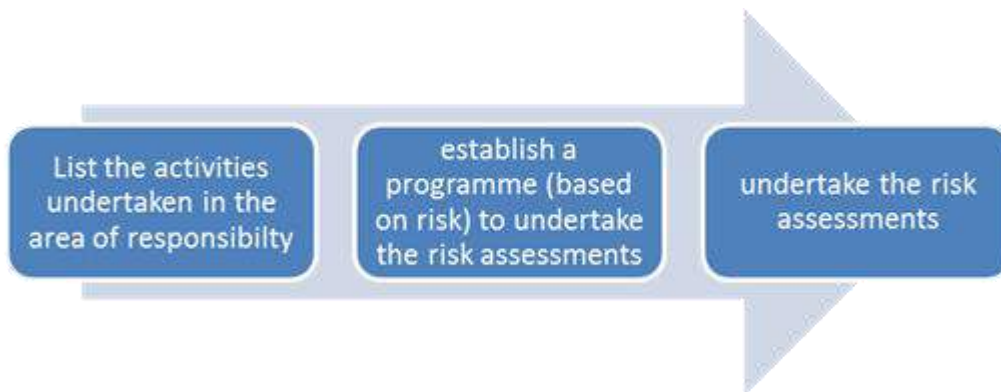 List the activities
undertaken in the
area of responsibilty
establish a
programme (based
on risk) to undertake
the risk assessments
undertake the risk
assessments